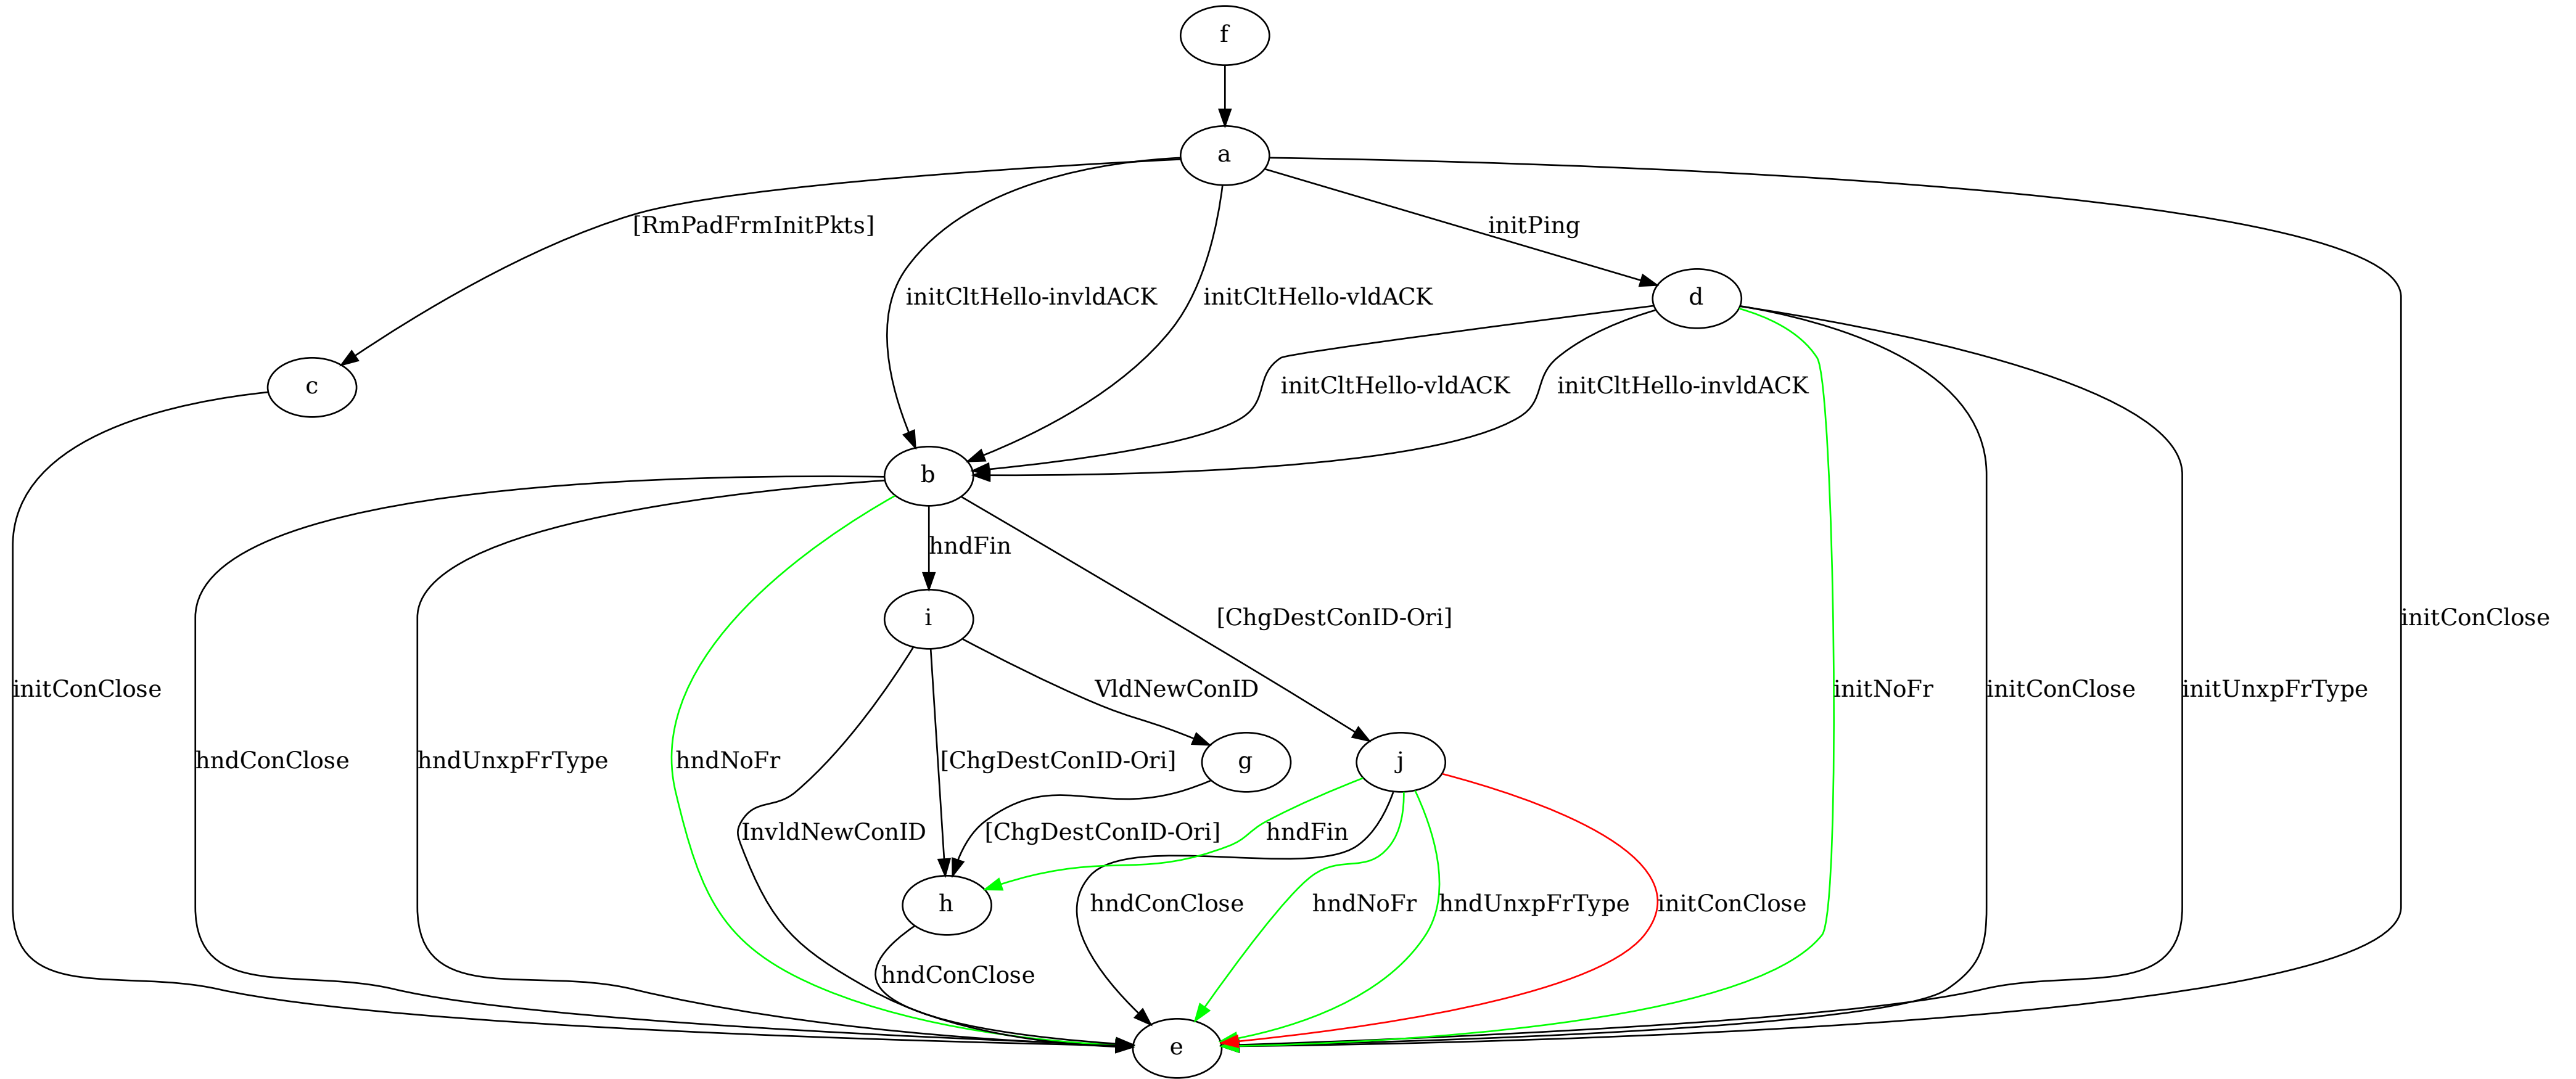 f
a
[RmPadFrmInitPkts]
initPing
initCltHello-invldACK
initCltHello-vldACK
d
c
initCltHello-vldACK
initCltHello-invldACK
b
hndFin
i
[ChgDestConID-Ori]
initConClose
initConClose
VldNewConID
initNoFr
initConClose
initUnxpFrType
hndConClose
hndUnxpFrType
hndNoFr
[ChgDestConID-Ori]
g
j
InvldNewConID
[ChgDestConID-Ori]
hndFin
h
hndConClose
hndNoFr
hndUnxpFrType
initConClose
hndConClose
e